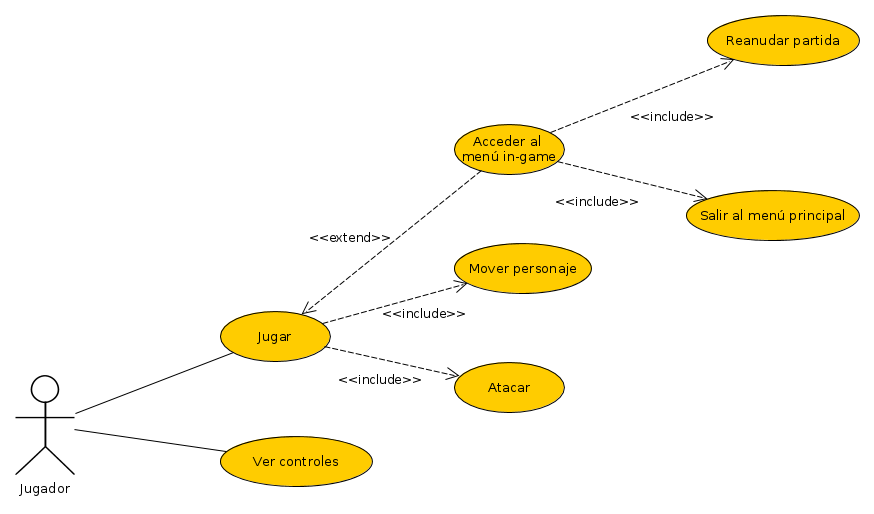 Reanudar partida
<<include>>
Acceder al
menú in-game
<<include>>
Salir al menú principal
<<extend>>
Mover personaje
<<include>>
Jugar
<<include>>
Atacar
Ver controles
Jugador